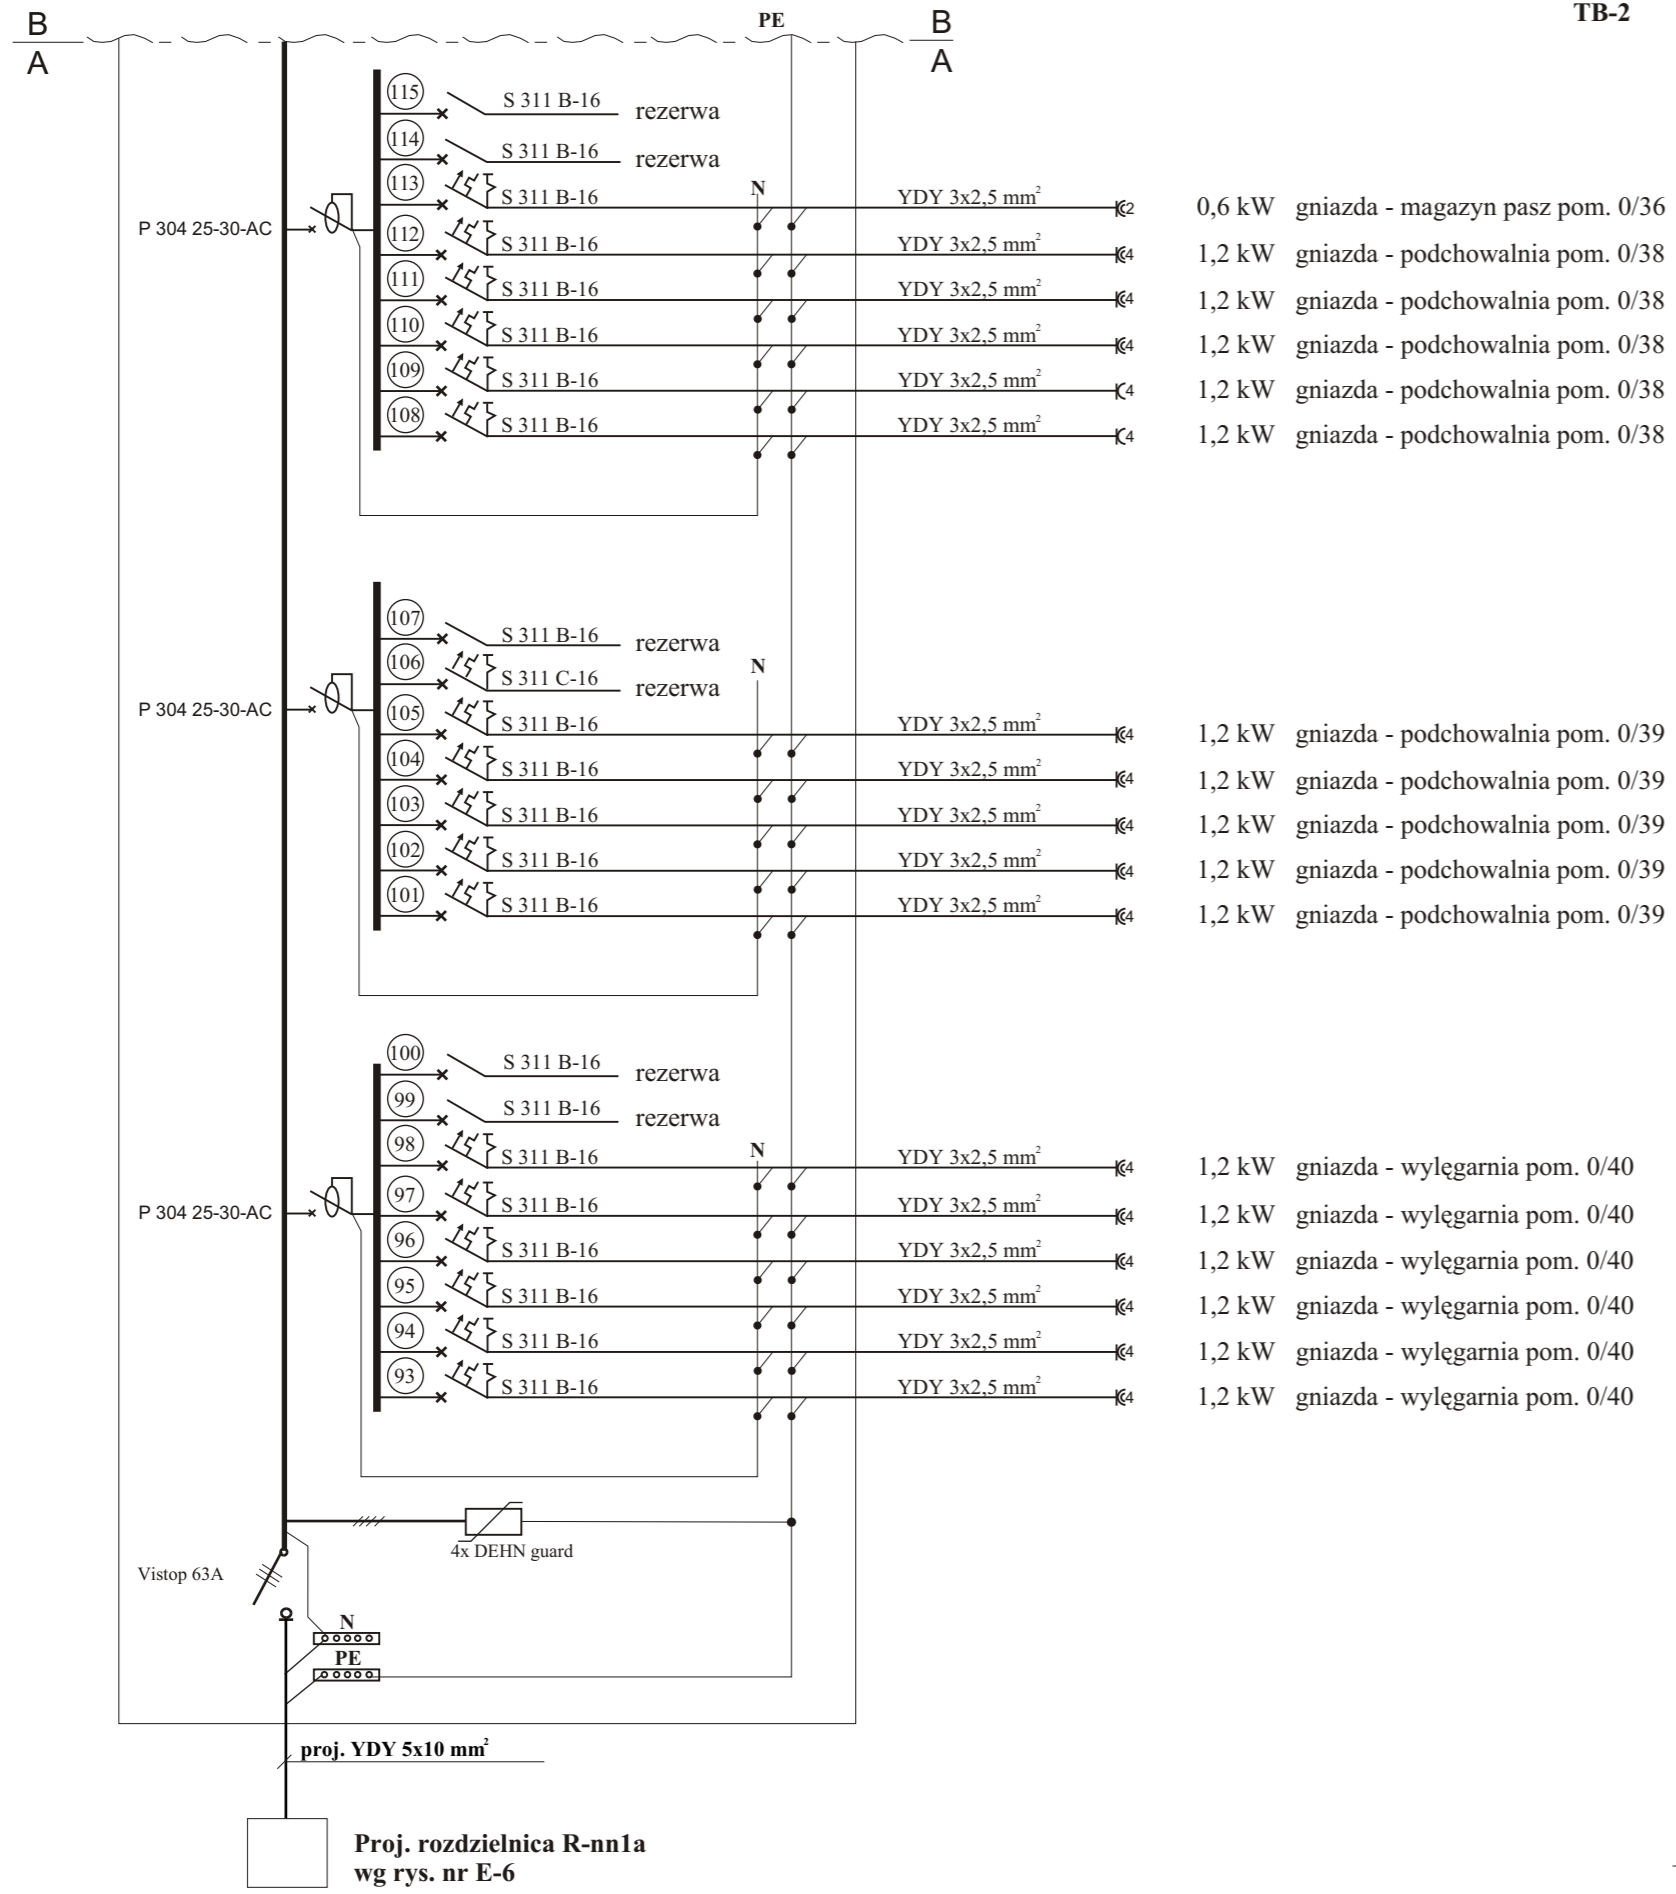 TB-2
B PE B
A A
115 S 311 B-16 rezerwa
114 S 311 B-16 rezerwa
113 S 311 B-16 N YDY 3x2,5 mm² 2 0,6 kW gniazda - magazyn pasz pom. 0/36
P 304 25-30-AC
112 S 311 B-16 YDY 3x2,5 mm² 4 1,2 kW gniazda - podchowalnia pom. 0/38
111 S 311 B-16 YDY 3x2,5 mm² 4 1,2 kW gniazda - podchowalnia pom. 0/38
110 S 311 B-16 YDY 3x2,5 mm² 4 1,2 kW gniazda - podchowalnia pom. 0/38
109 S 311 B-16 YDY 3x2,5 mm² 4 1,2 kW gniazda - podchowalnia pom. 0/38
108 S 311 B-16 YDY 3x2,5 mm² 4 1,2 kW gniazda - podchowalnia pom. 0/38
107 S 311 B-16 rezerwa
106 S 311 C-16 rezerwa N
P 304 25-30-AC
105 S 311 B-16 YDY 3x2,5 mm² 4 1,2 kW gniazda - podchowalnia pom. 0/39
104 S 311 B-16 YDY 3x2,5 mm² 4 1,2 kW gniazda - podchowalnia pom. 0/39
103 S 311 B-16 YDY 3x2,5 mm² 4 1,2 kW gniazda - podchowalnia pom. 0/39
102 S 311 B-16 YDY 3x2,5 mm² 4 1,2 kW gniazda - podchowalnia pom. 0/39
101 S 311 B-16 YDY 3x2,5 mm² 4 1,2 kW gniazda - podchowalnia pom. 0/39
100 S 311 B-16 rezerwa
99 S 311 B-16 rezerwa
98 S 311 B-16 N YDY 3x2,5 mm² 4 1,2 kW gniazda - wylęgarnia pom. 0/40
97 S 311 B-16 YDY 3x2,5 mm² 4 1,2 kW gniazda - wylęgarnia pom. 0/40
P 304 25-30-AC
96 S 311 B-16 YDY 3x2,5 mm² 4 1,2 kW gniazda - wylęgarnia pom. 0/40
95 S 311 B-16 YDY 3x2,5 mm² 4 1,2 kW gniazda - wylęgarnia pom. 0/40
94 S 311 B-16 YDY 3x2,5 mm² 4 1,2 kW gniazda - wylęgarnia pom. 0/40
93 S 311 B-16 YDY 3x2,5 mm² 4 1,2 kW gniazda - wylęgarnia pom. 0/40
4x DEHN guard
Vistop 63A
N
PE
proj. YDY 5x10 mm²
Proj. rozdzielnica R-nn1a
wg rys. nr E-6